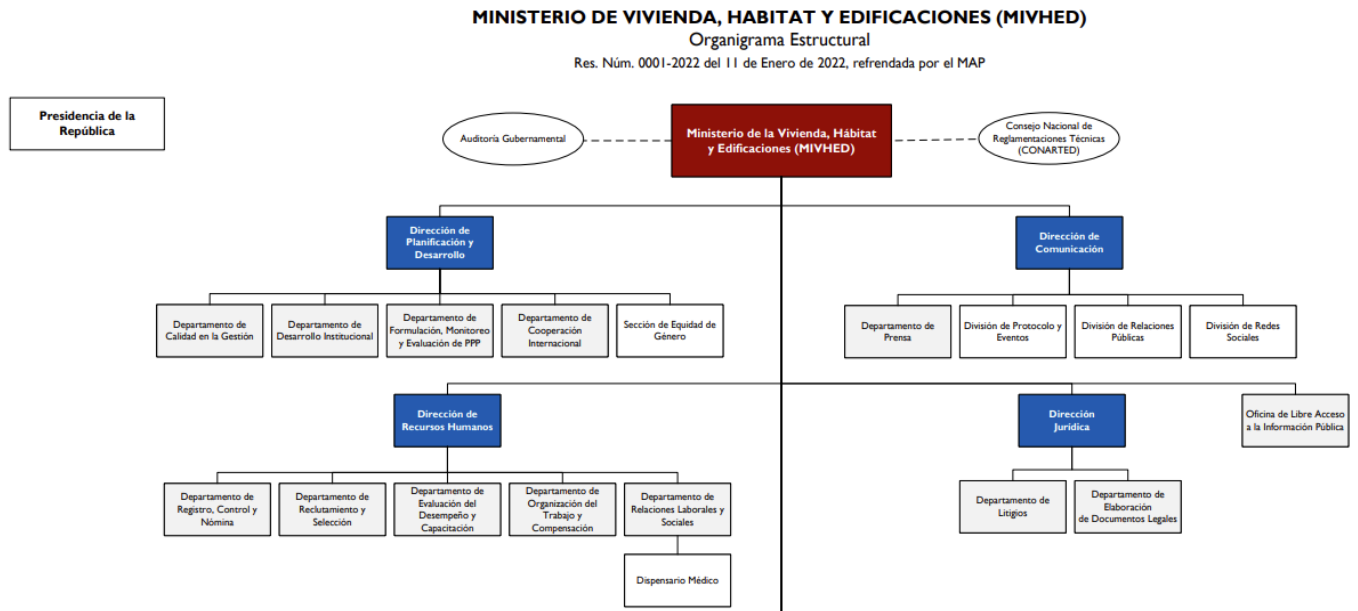 MINISTERIO DE VIVIENDA, HABITAT Y EDIFICACIONES (MIVHED)
Organigrama Estructural
Res. Núm. 0001-2022 del 11 de Enero de 2022, refrendada por el MAP
Presidencia de la
República
Auditoría Gubernamental
Ministerio de la Vivienda, Hábitat
y Edificaciones (MIVHED)
Consejo Nacional de
Reglamentaciones Técnicas
(CONARTED)
Dirección de
Planificación y
Desarrollo
Dirección de
Comunicación
Departamento de
Calidad en la Gestión
Departamento de
Desarrollo Institucional
Departamento de
Formulación, Monitoreo
y Evaluación de PPP
Departamento de
Cooperación
Internacional
Sección de Equidad de
Género
Departamento de
Prensa
División de Protocolo y
Eventos
División de Relaciones
Públicas
División de Redes
Sociales
Dirección de
Recursos Humanos
Dirección
Jurídica
Oficina de Libre Acceso
a la Información Pública
Departamento de
Registro, Control y
Nómina
Departamento de
Reclutamiento y
Selección
Departamento de
Evaluación del
Desempeño y
Capacitación
Departamento de
Organización del
Trabajo y
Compensación
Departamento de
Relaciones Laborales y
Sociales
Departamento de
Litigios
Departamento de
Elaboración
de Documentos Legales
Dispensario Médico